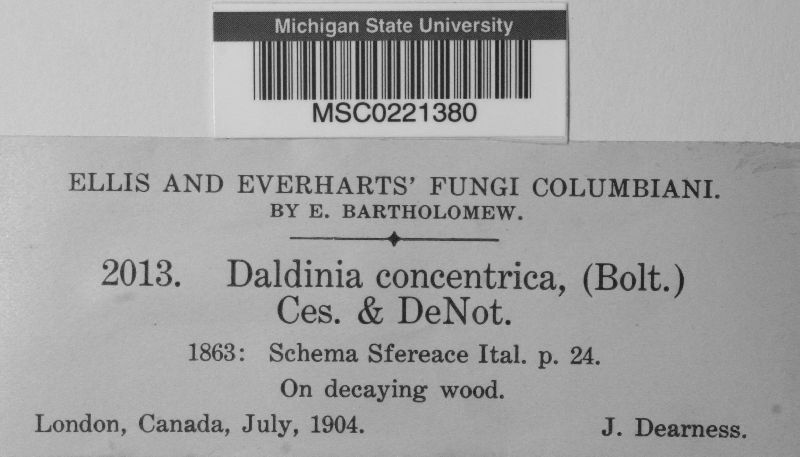 Michigan State University
MSC0221380
ELLIS AND EVERHARTS' FUNGI COLUMBIANI.
BY E. BARTHOLOMEW.
2013. Daldinia concentrica, (Bolt.)
Ces. & DeNot.
1863: Schema Sfereace Ital. p. 24.
On decaying wood.
London, Canada, July, 1904. J. Dearness.